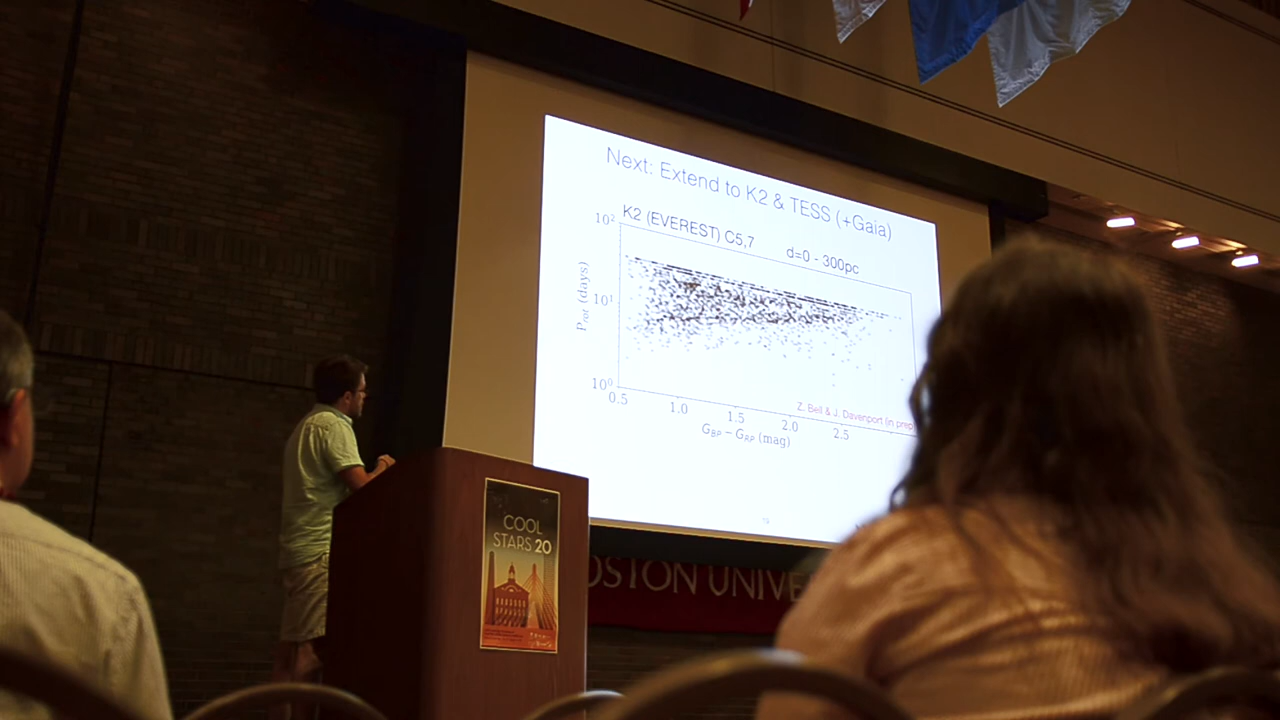 Next: Extend to K2 & TESS (+Gaia)
K2 (EVEREST) C5,7
d=0 - 300pc
10²
10¹
10⁰
P_rot (days)
0.5
1.0
1.5
2.0
2.5
G_BP − G_RP (mag)
Z. Bell & J. Davenport (in prep
COOL
STARS 20
OSTON UNIVE